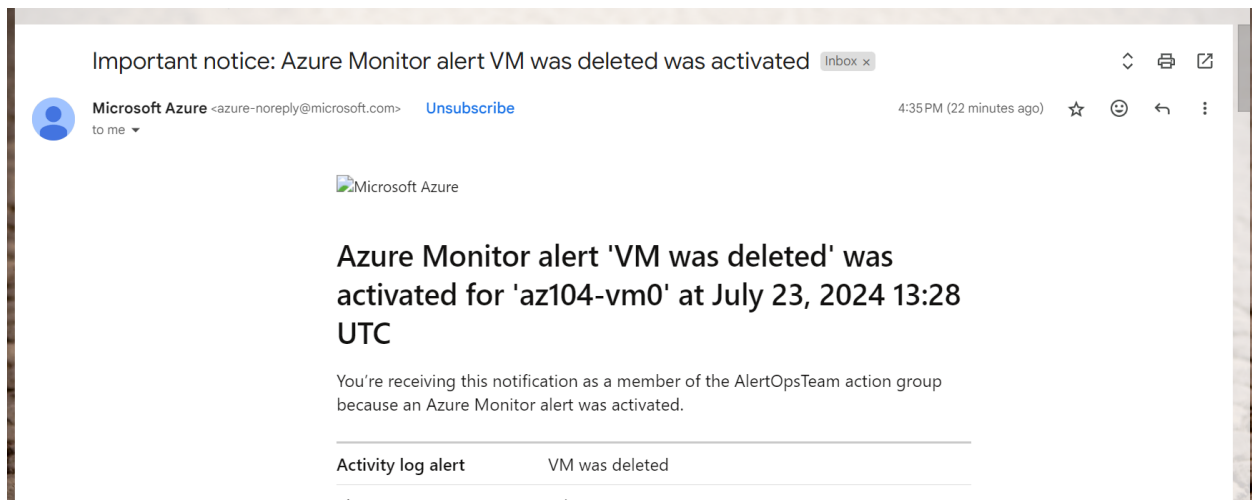 Important notice: Azure Monitor alert VM was deleted was activated Inbox x
Microsoft Azure <azure-noreply@microsoft.com> Unsubscribe 4:35 PM (22 minutes ago)
to me
Microsoft Azure
Azure Monitor alert 'VM was deleted' was
activated for 'az104-vm0' at July 23, 2024 13:28
UTC
You're receiving this notification as a member of the AlertOpsTeam action group
because an Azure Monitor alert was activated.
Activity log alert VM was deleted